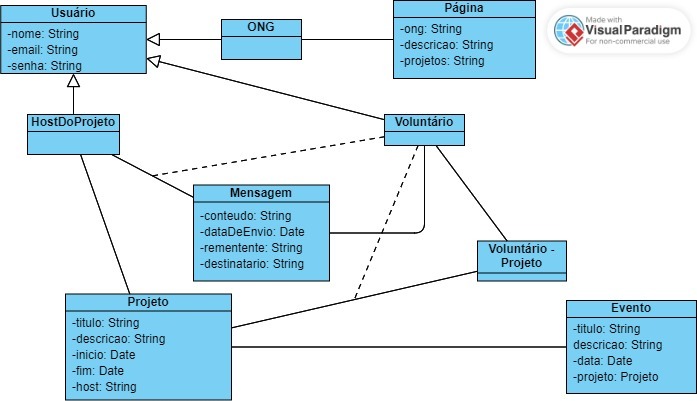 Usuário
-nome: String
-email: String
-senha: String
ONG
Página
-ong: String
-descricao: String
-projetos: String
Made with
VisualParadigm
For non-commercial use
HostDoProjeto
Voluntário
Mensagem
-conteudo: String
-dataDeEnvio: Date
-rementente: String
-destinatario: String
Voluntário -
Projeto
Projeto
-titulo: String
-descricao: String
-inicio: Date
-fim: Date
-host: String
Evento
-titulo: String
descricao: String
-data: Date
-projeto: Projeto